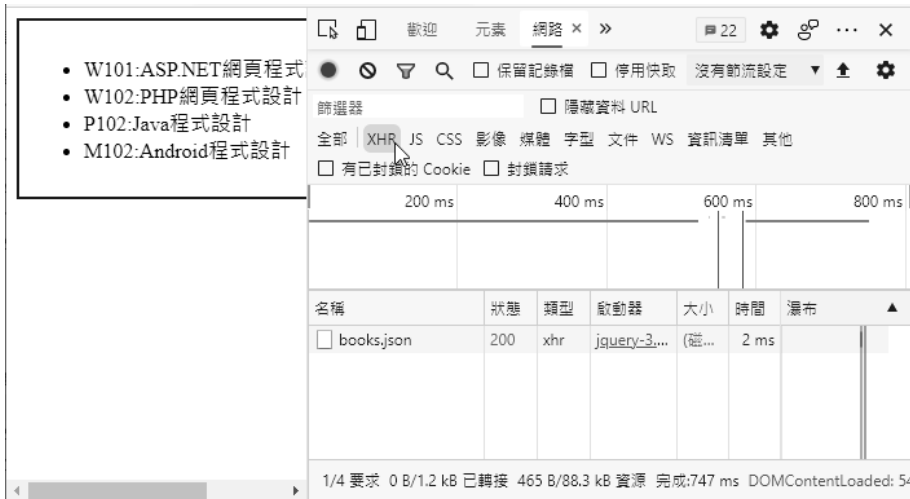 W101:ASP.NET網頁程式
W102:PHP網頁程式設計
P102:Java程式設計
M102:Android程式設計
歡迎 元素 網路 22
保留記錄檔 停用快取 沒有節流設定
篩選器 隱藏資料 URL
全部 XHR JS CSS 影像 媒體 字型 文件 WS 資訊清單 其他
有已封鎖的 Cookie 封鎖請求
200 ms 400 ms 600 ms 800 ms
名稱 狀態 類型 啟動器 大小 時間 瀑布
books.json 200 xhr jquery-3.... (磁... 2 ms
1/4 要求 0 B/1.2 kB 已轉接 465 B/88.3 kB 資源 完成:747 ms DOMContentLoaded: 54